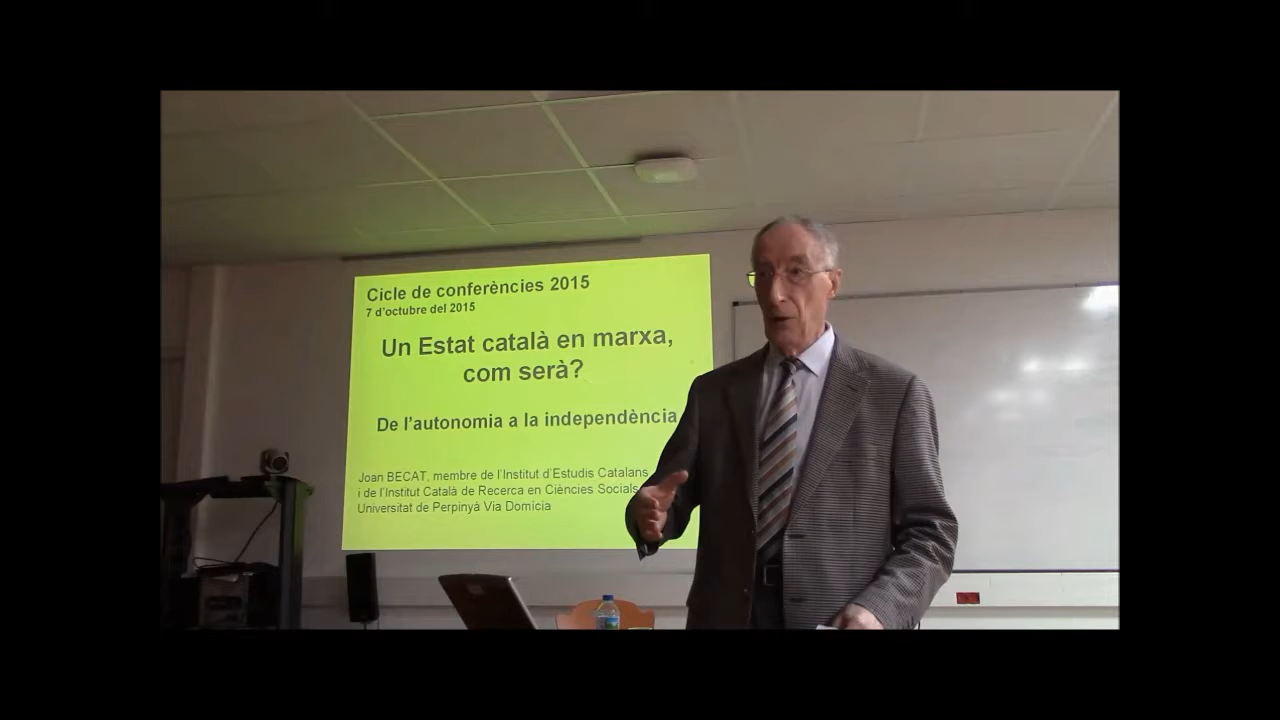 Cicle de conferències 2015
7 d'octubre del 2015
Un Estat català en marxa,
com serà?
De l'autonomia a la independència
Joan BECAT, membre de l'Institut d'Estudis Catalans
i de l'Institut Català de Recerca en Ciències Socials
Universitat de Perpinyà Via Domícia